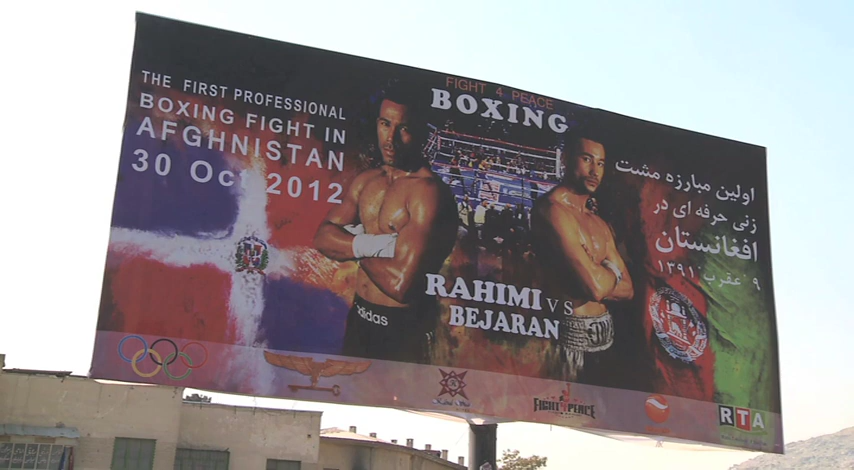 THE FIRST PROFESSIONAL
BOXING FIGHT IN
AFGHNISTAN
30 Oct 2012
FIGHT 4 PEACE
BOXING
RAHIMI VS
BEJARAN
adidas
اولین مبارزه مشت
زنی حرفه ای در
افغانستان
۹ عقرب ۱۳۹۱
FIGHT4PEACE
RTA